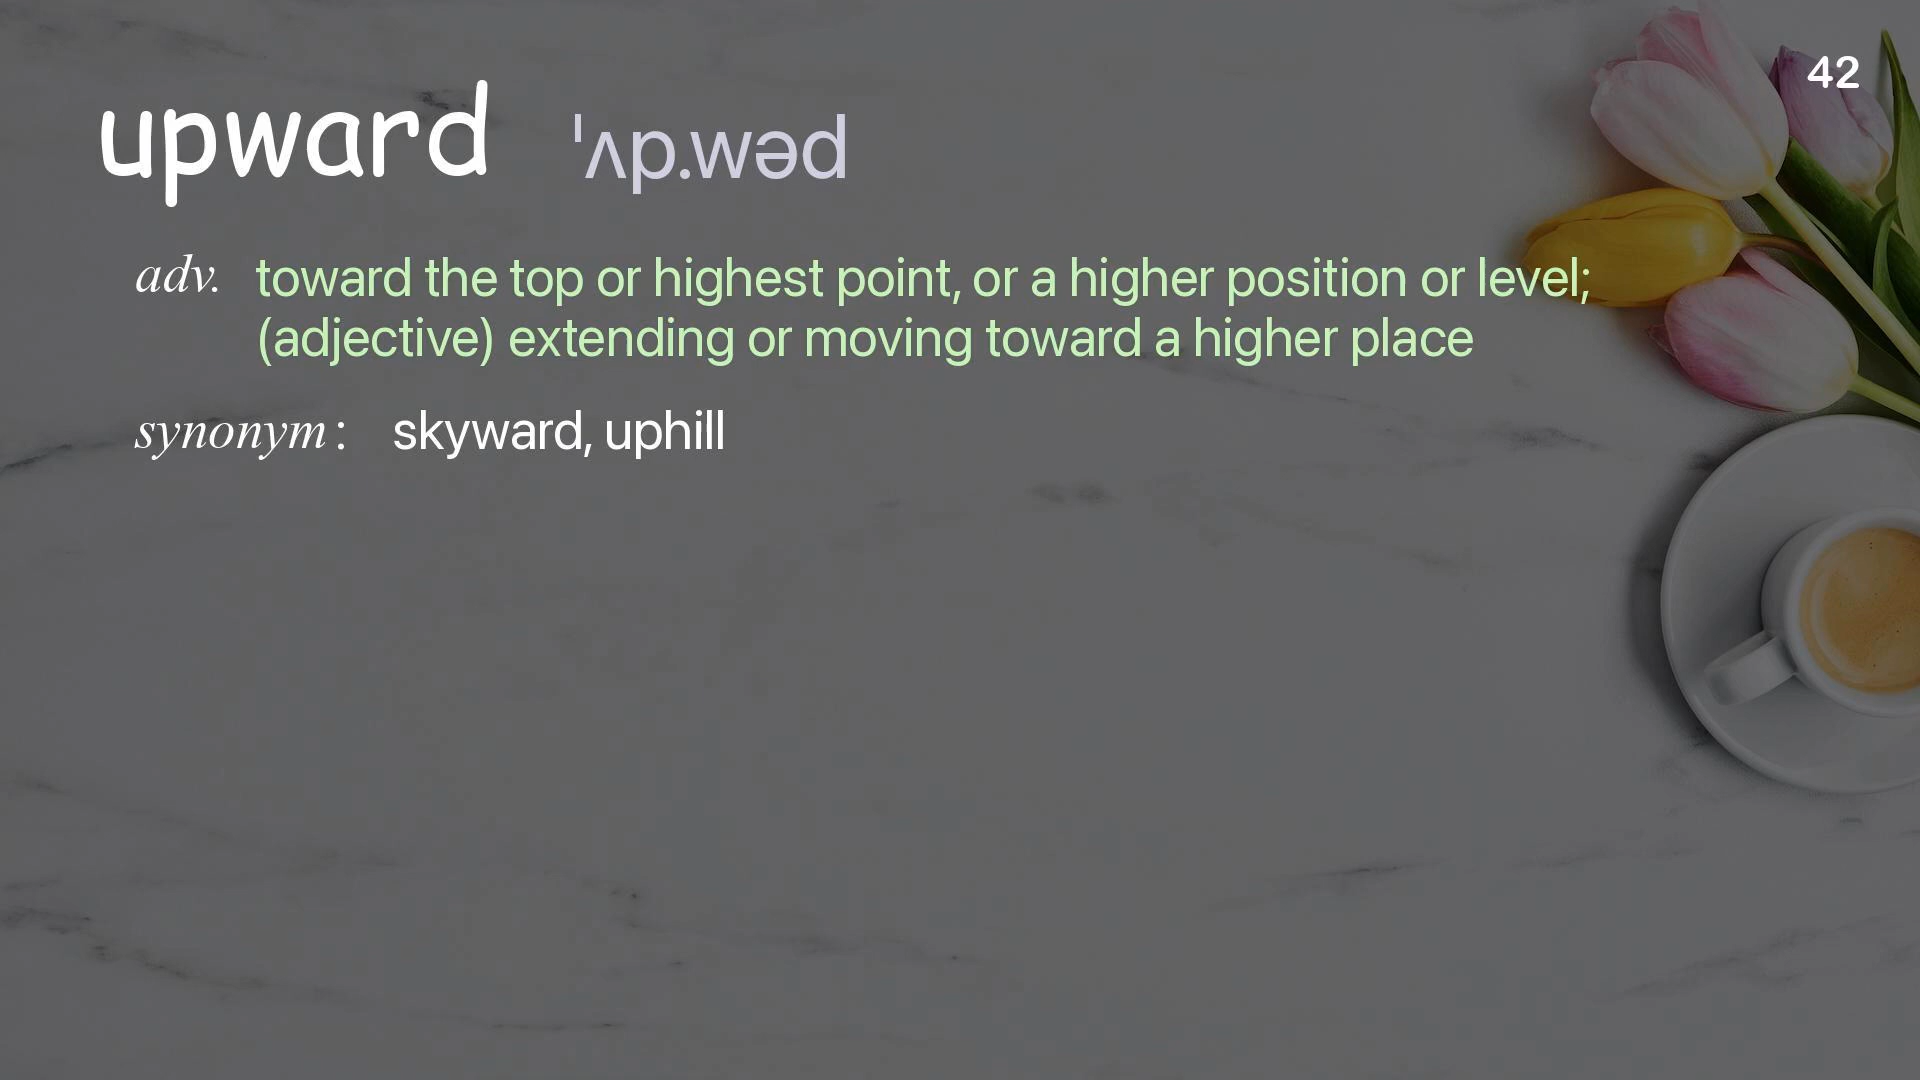 42
upward ˈʌp.wəd
adv. toward the top or highest point, or a higher position or level;
(adjective) extending or moving toward a higher place
synonym: skyward, uphill